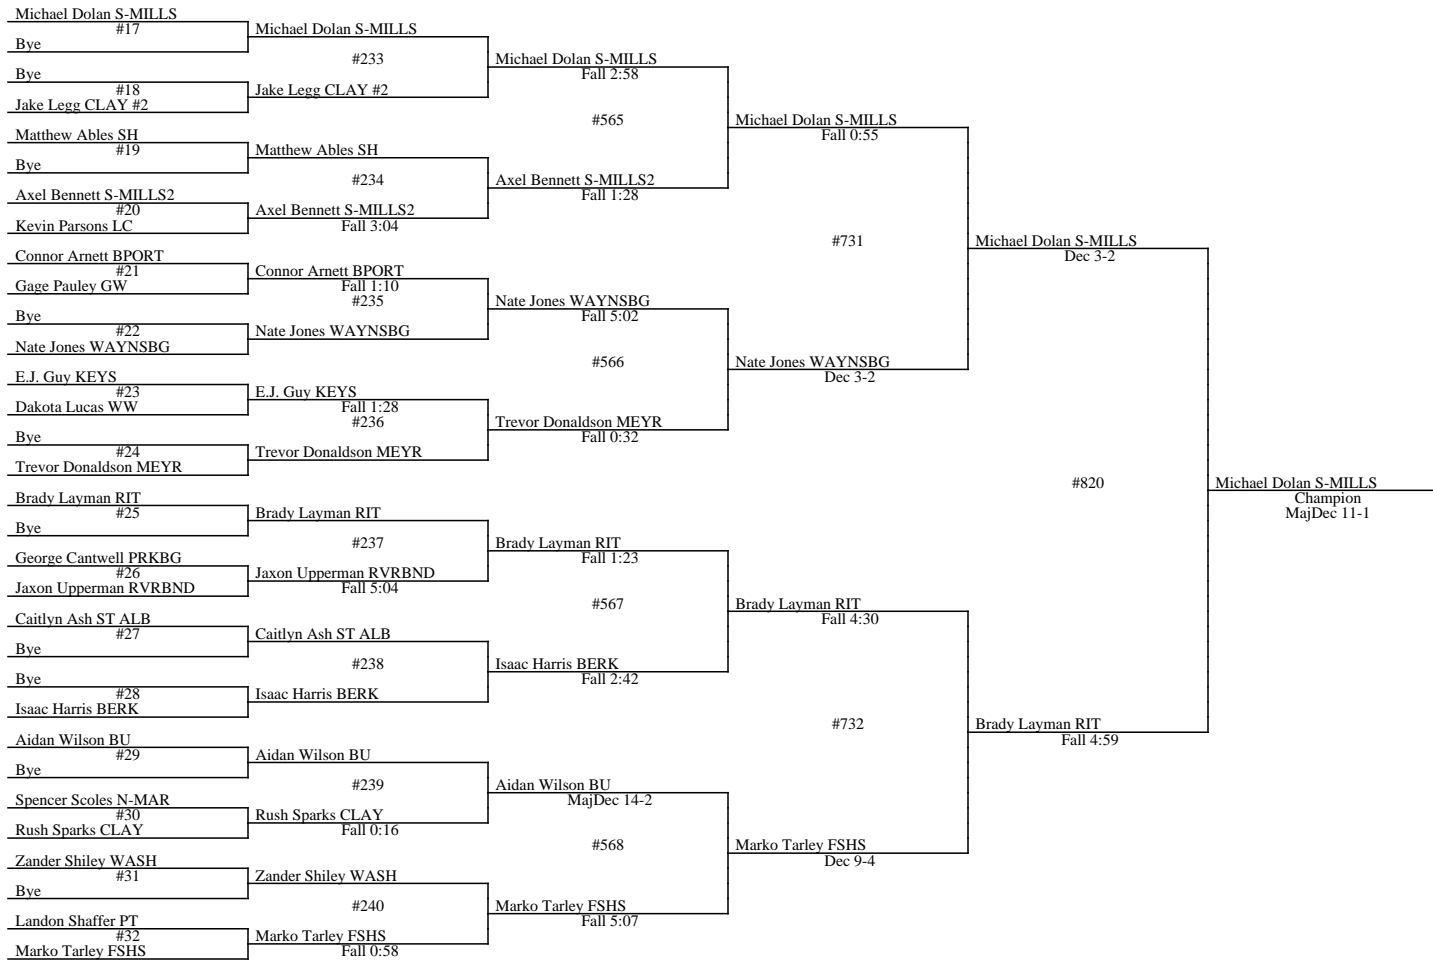 Michael Dolan S-MILLS
#17
Bye
Bye
#18
Jake Legg CLAY #2
Matthew Ables SH
#19
Bye
Axel Bennett S-MILLS2
#20
Kevin Parsons LC
Connor Arnett BPORT
#21
Gage Pauley GW
Bye
#22
Nate Jones WAYNSBG
E.J. Guy KEYS
#23
Dakota Lucas WW
Bye
#24
Trevor Donaldson MEYR
Brady Layman RIT
#25
Bye
George Cantwell PRKBG
#26
Jaxon Upperman RVRBND
Caitlyn Ash ST ALB
#27
Bye
Bye
#28
Isaac Harris BERK
Aidan Wilson BU
#29
Bye
Spencer Scoles N-MAR
#30
Rush Sparks CLAY
Zander Shiley WASH
#31
Bye
Landon Shaffer PT
#32
Marko Tarley FSHS
Michael Dolan S-MILLS
#233
Jake Legg CLAY #2
Matthew Ables SH
#234
Axel Bennett S-MILLS2
Fall 3:04
Connor Arnett BPORT
Fall 1:10
#235
Nate Jones WAYNSBG
E.J. Guy KEYS
Fall 1:28
#236
Trevor Donaldson MEYR
Brady Layman RIT
#237
Jaxon Upperman RVRBND
Fall 5:04
Caitlyn Ash ST ALB
#238
Isaac Harris BERK
Aidan Wilson BU
#239
Rush Sparks CLAY
Fall 0:16
Zander Shiley WASH
#240
Marko Tarley FSHS
Fall 0:58
Michael Dolan S-MILLS
Fall 2:58
#565
Axel Bennett S-MILLS2
Fall 1:28
Nate Jones WAYNSBG
Fall 5:02
#566
Trevor Donaldson MEYR
Fall 0:32
Brady Layman RIT
Fall 1:23
#567
Isaac Harris BERK
Fall 2:42
Aidan Wilson BU
MajDec 14-2
#568
Marko Tarley FSHS
Fall 5:07
Michael Dolan S-MILLS
Fall 0:55
#731
Nate Jones WAYNSBG
Dec 3-2
Brady Layman RIT
Fall 4:30
#732
Marko Tarley FSHS
Dec 9-4
Michael Dolan S-MILLS
Dec 3-2
#820
Brady Layman RIT
Fall 4:59
Michael Dolan S-MILLS
Champion
MajDec 11-1